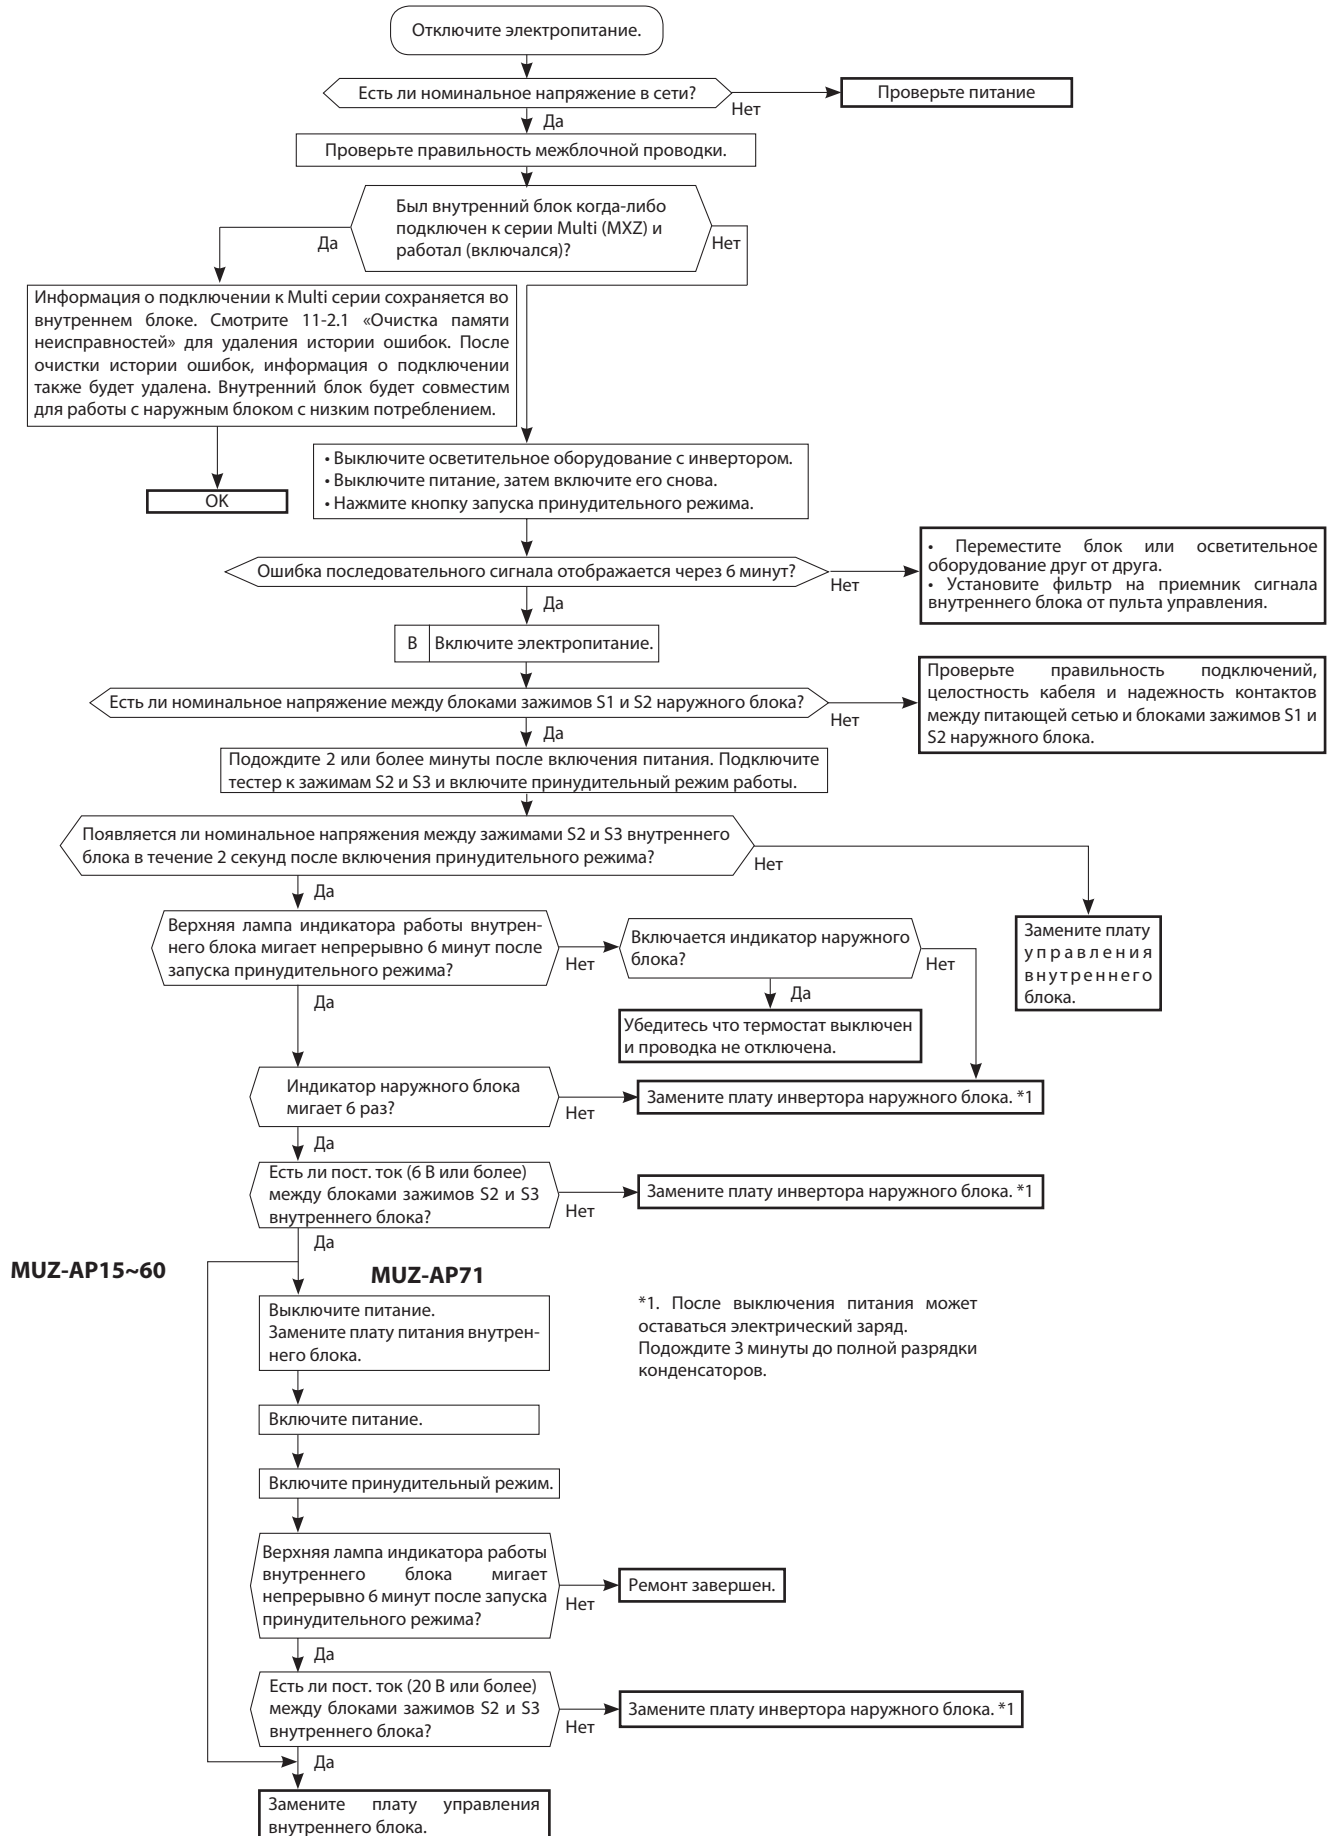 Отключите электропитание.
Есть ли номинальное напряжение в сети?
Нет
Проверьте питание
Да
Проверьте правильность межблочной проводки.
Был внутренний блок когда-либо
подключен к серии Multi (MXZ) и
работал (включался)?
Да
Нет
Информация о подключении к Multi серии сохраняется во
внутреннем блоке. Смотрите 11-2.1 «Очистка памяти
неисправностей» для удаления истории ошибок. После
очистки истории ошибок, информация о подключении
также будет удалена. Внутренний блок будет совместим
для работы с наружным блоком с низким потреблением.
OK
• Выключите осветительное оборудование с инвертором.
• Выключите питание, затем включите его снова.
• Нажмите кнопку запуска принудительного режима.
Ошибка последовательного сигнала отображается через 6 минут?
Нет
• Переместите блок или осветительное
оборудование друг от друга.
• Установите фильтр на приемник сигнала
внутреннего блока от пульта управления.
Да
B Включите электропитание.
Есть ли номинальное напряжение между блоками зажимов S1 и S2 наружного блока?
Нет
Проверьте правильность подключений,
целостность кабеля и надежность контактов
между питающей сетью и блоками зажимов S1 и
S2 наружного блока.
Да
Подождите 2 или более минуты после включения питания. Подключите
тестер к зажимам S2 и S3 и включите принудительный режим работы.
Появляется ли номинальное напряжения между зажимами S2 и S3 внутреннего
блока в течение 2 секунд после включения принудительного режима?
Нет
Замените плату
управления
внутреннего
блока.
Да
Верхняя лампа индикатора работы внутрен-
него блока мигает непрерывно 6 минут после
запуска принудительного режима?
Нет
Включается индикатор наружного
блока?
Нет
Да
Убедитесь что термостат выключен
и проводка не отключена.
Да
Индикатор наружного блока
мигает 6 раз?
Нет
Замените плату инвертора наружного блока. *1
Да
Есть ли пост. ток (6 В или более)
между блоками зажимов S2 и S3
внутреннего блока?
Нет
Замените плату инвертора наружного блока. *1
Да
MUZ-AP15~60
MUZ-AP71
Выключите питание.
Замените плату питания внутрен-
него блока.
*1. После выключения питания может
оставаться электрический заряд.
Подождите 3 минуты до полной разрядки
конденсаторов.
Включите питание.
Включите принудительный режим.
Верхняя лампа индикатора работы
внутреннего блока мигает
непрерывно 6 минут после запуска
принудительного режима?
Нет
Ремонт завершен.
Да
Есть ли пост. ток (20 В или более)
между блоками зажимов S2 и S3
внутреннего блока?
Нет
Замените плату инвертора наружного блока. *1
Да
Замените плату управления
внутреннего блока.